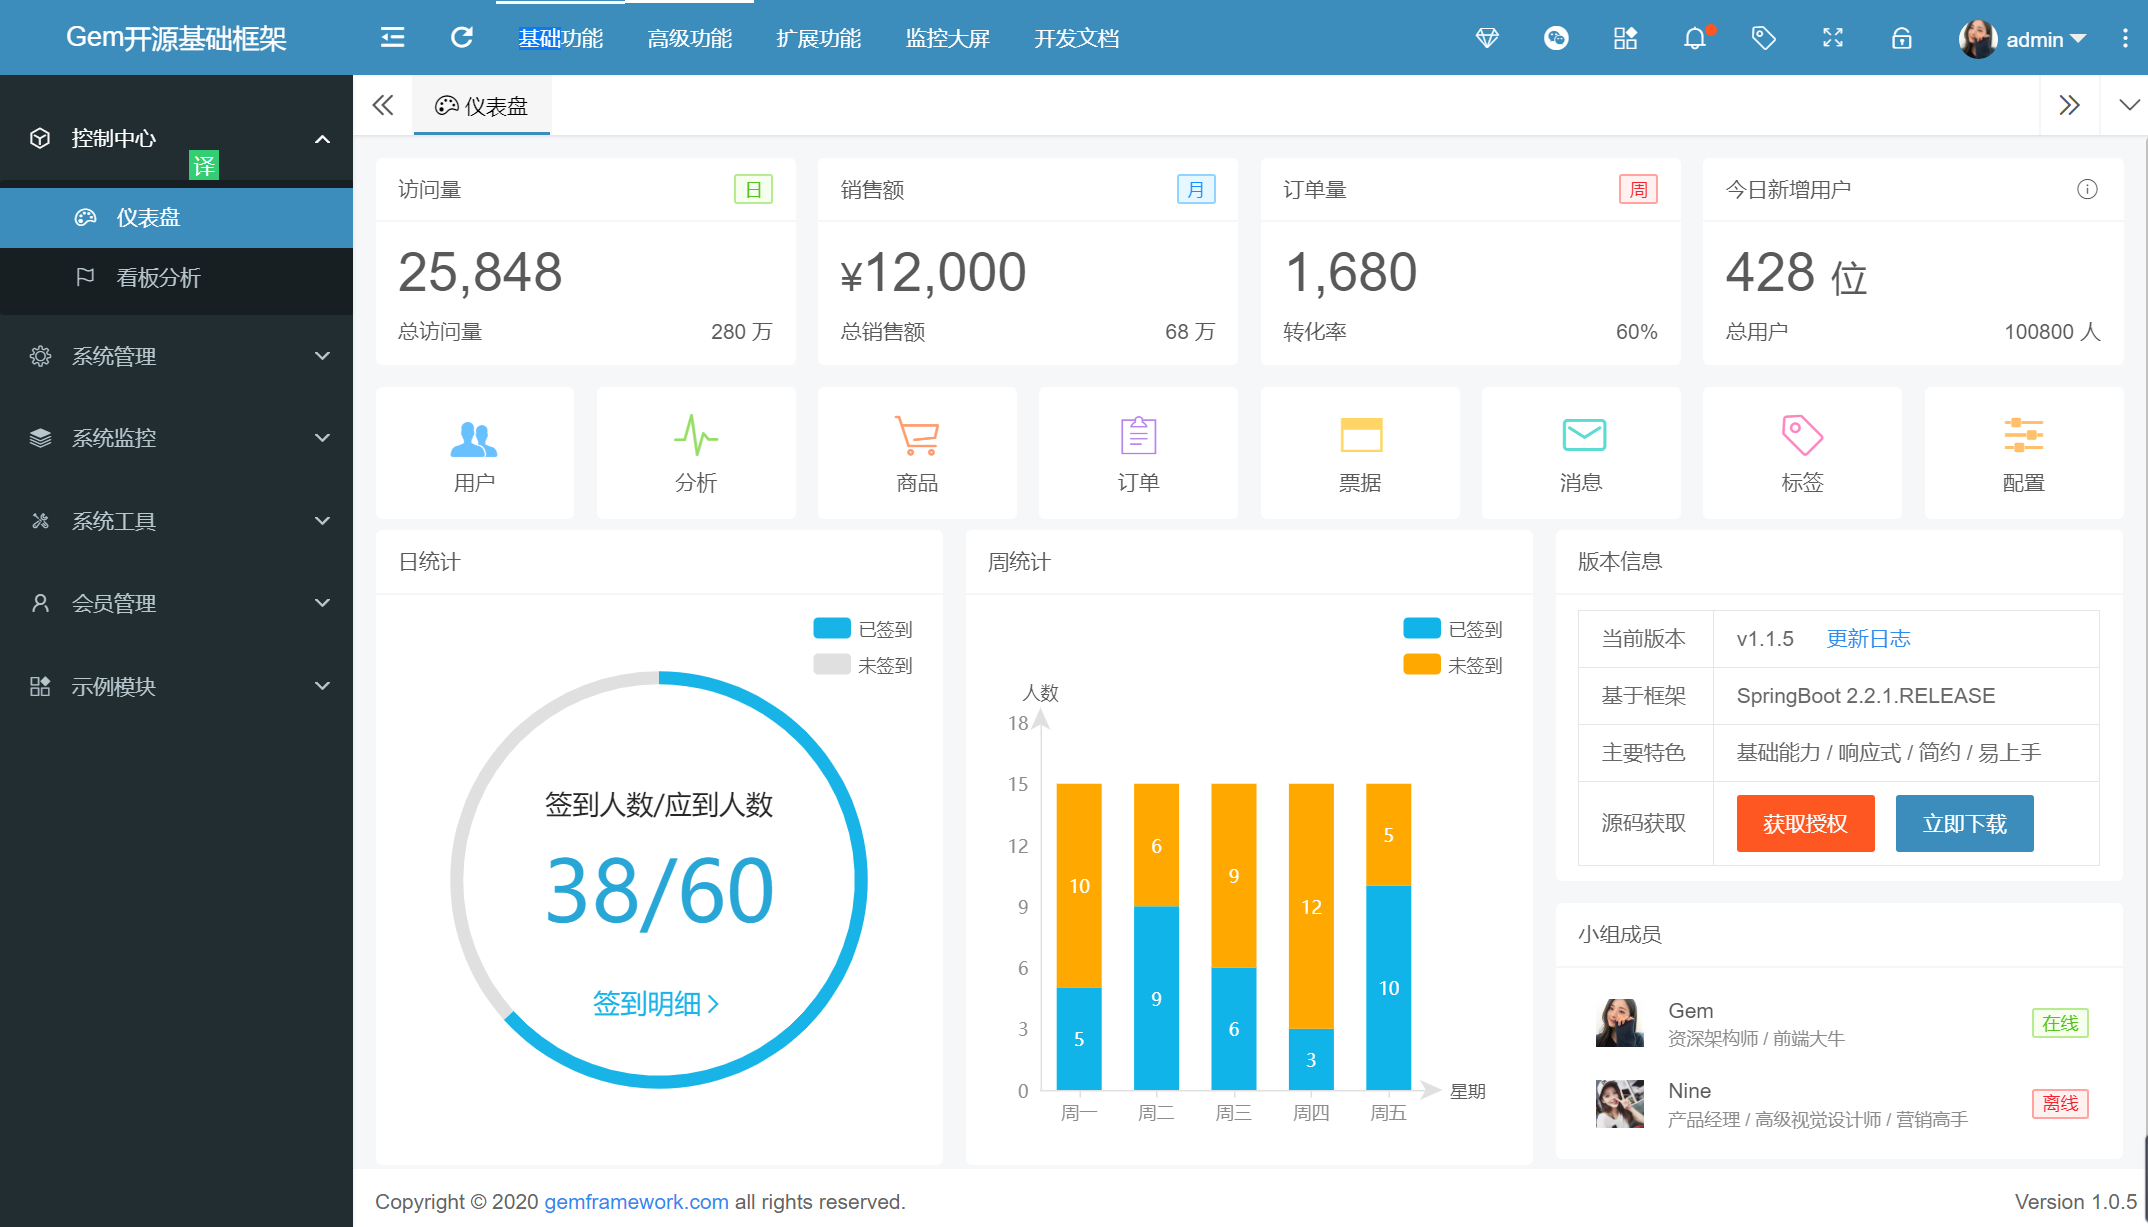 Gem开源基础框架
基础功能 高级功能 扩展功能 监控大屏 开发文档
admin
控制中心
译
仪表盘
看板分析
系统管理
系统监控
系统工具
会员管理
示例模块
仪表盘
访问量 日
25,848
总访问量 280 万
销售额 月
¥12,000
总销售额 68 万
订单量 周
1,680
转化率 60%
今日新增用户
428 位
总用户 100800 人
用户 分析 商品 订单 票据 消息 标签 配置
日统计
已签到
未签到
签到人数/应到人数
38/60
签到明细
周统计
已签到
未签到
人数
18
15
12
9
6
3
0
10 6 9 12 5
5 9 6 3 10
周一 周二 周三 周四 周五
星期
版本信息
当前版本 v1.1.5 更新日志
基于框架 SpringBoot 2.2.1.RELEASE
主要特色 基础能力 / 响应式 / 简约 / 易上手
源码获取 获取授权 立即下载
小组成员
Gem
资深架构师 / 前端大牛
在线
Nine
产品经理 / 高级视觉设计师 / 营销高手
离线
Copyright © 2020 gemframework.com all rights reserved.
Version 1.0.5